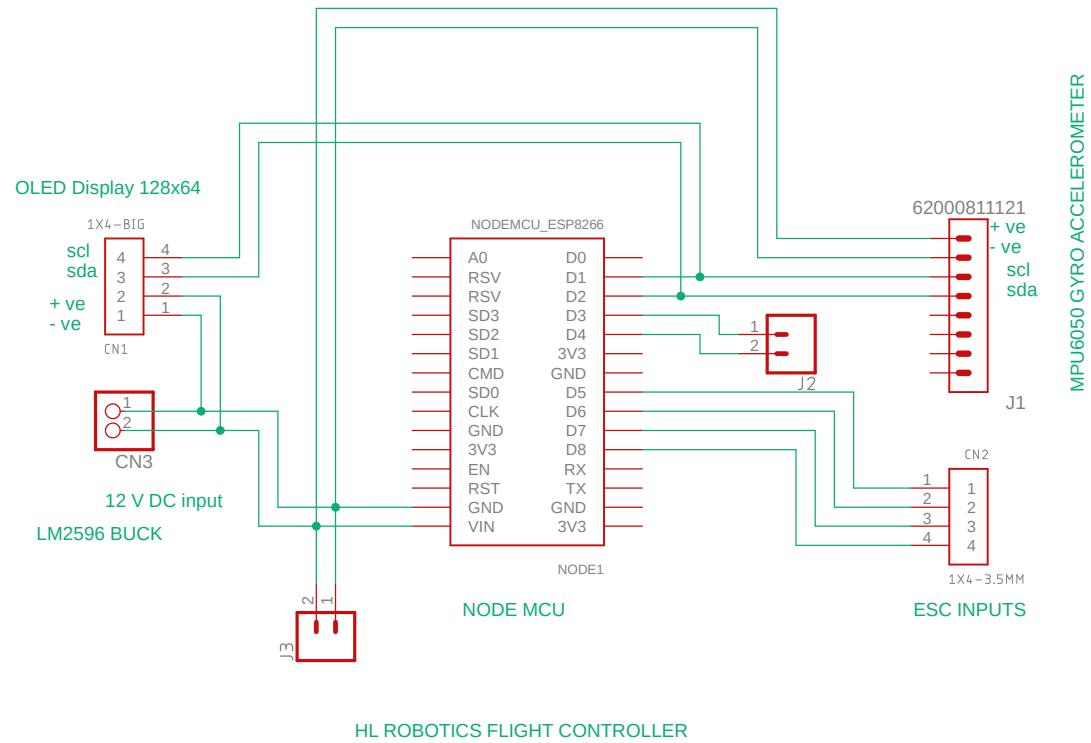 OLED Display 128x64
1X4-BIG
scl
sda
+ ve
- ve
4
3
2
1
4
3
2
1
CN1
1
2
CN3
12 V DC input
LM2596 BUCK
NODEMCU_ESP8266
A0
RSV
RSV
SD3
SD2
SD1
CMD
SD0
CLK
GND
3V3
EN
RST
GND
VIN
D0
D1
D2
D3
D4
3V3
GND
D5
D6
D7
D8
RX
TX
GND
3V3
NODE1
NODE MCU
1
2
J2
62000811121
+ ve
- ve
scl
sda
J1
MPU6050 GYRO ACCELEROMETER
CN2
1
2
3
4
1
2
3
4
1X4-3.5MM
ESC INPUTS
2
1
J3
HL ROBOTICS FLIGHT CONTROLLER